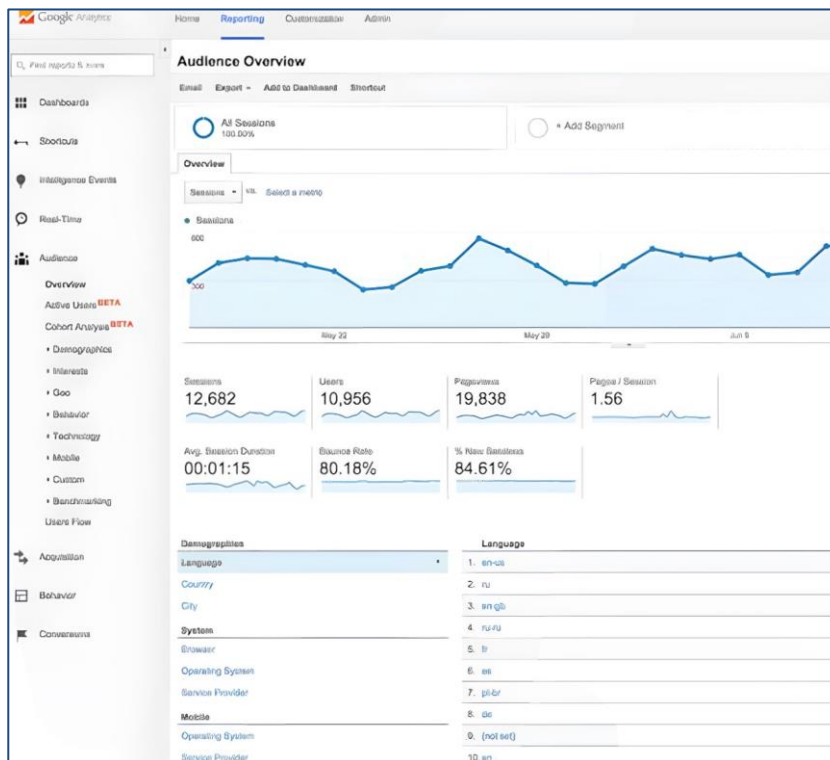 Google Analytics Home Reporting Customization Admin
Find reports & more
Audience Overview
Email Export Add to Dashboard Shortcut
Dashboards
All Sessions
100.00%
+ Add Segment
Shortcuts
Overview
Intelligence Events
Sessions vs. Select a metric
Real-Time
Sessions
600
Audience
300
Overview
Active Users BETA
Cohort Analysis BETA
May 22 May 29 Jun 5
Demographics
Interests
Geo
Behavior
Technology
Mobile
Custom
Benchmarking
Users Flow
Sessions Users Pageviews Pages / Session
12,682 10,956 19,838 1.56
Avg. Session Duration Bounce Rate % New Sessions
00:01:15 80.18% 84.61%
Acquisition
Behavior
Conversions
Demographics Language
Language 1. en-us
Country 2. ru
City 3. en-gb
System 4. ru-ru
Browser 5. fr
Operating System 6. es
Service Provider 7. pt-br
Mobile 8. de
Operating System 9. (not set)
Service Provider 10. en